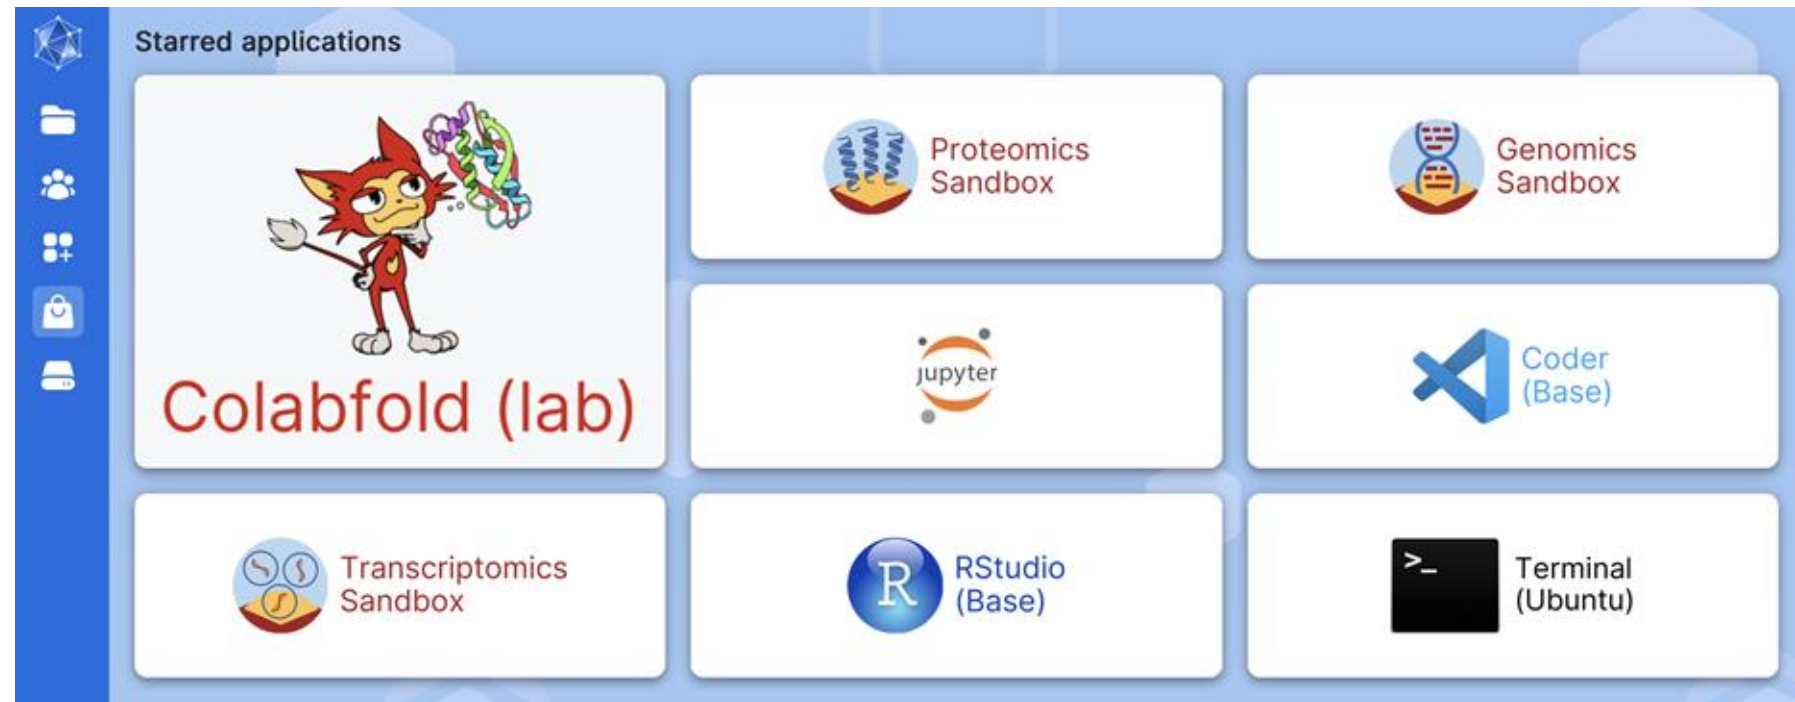 Starred applications
Colabfold (lab)
Proteomics
Sandbox
Genomics
Sandbox
jupyter
Coder
(Base)
Transcriptomics
Sandbox
R
RStudio
(Base)
>_
Terminal
(Ubuntu)